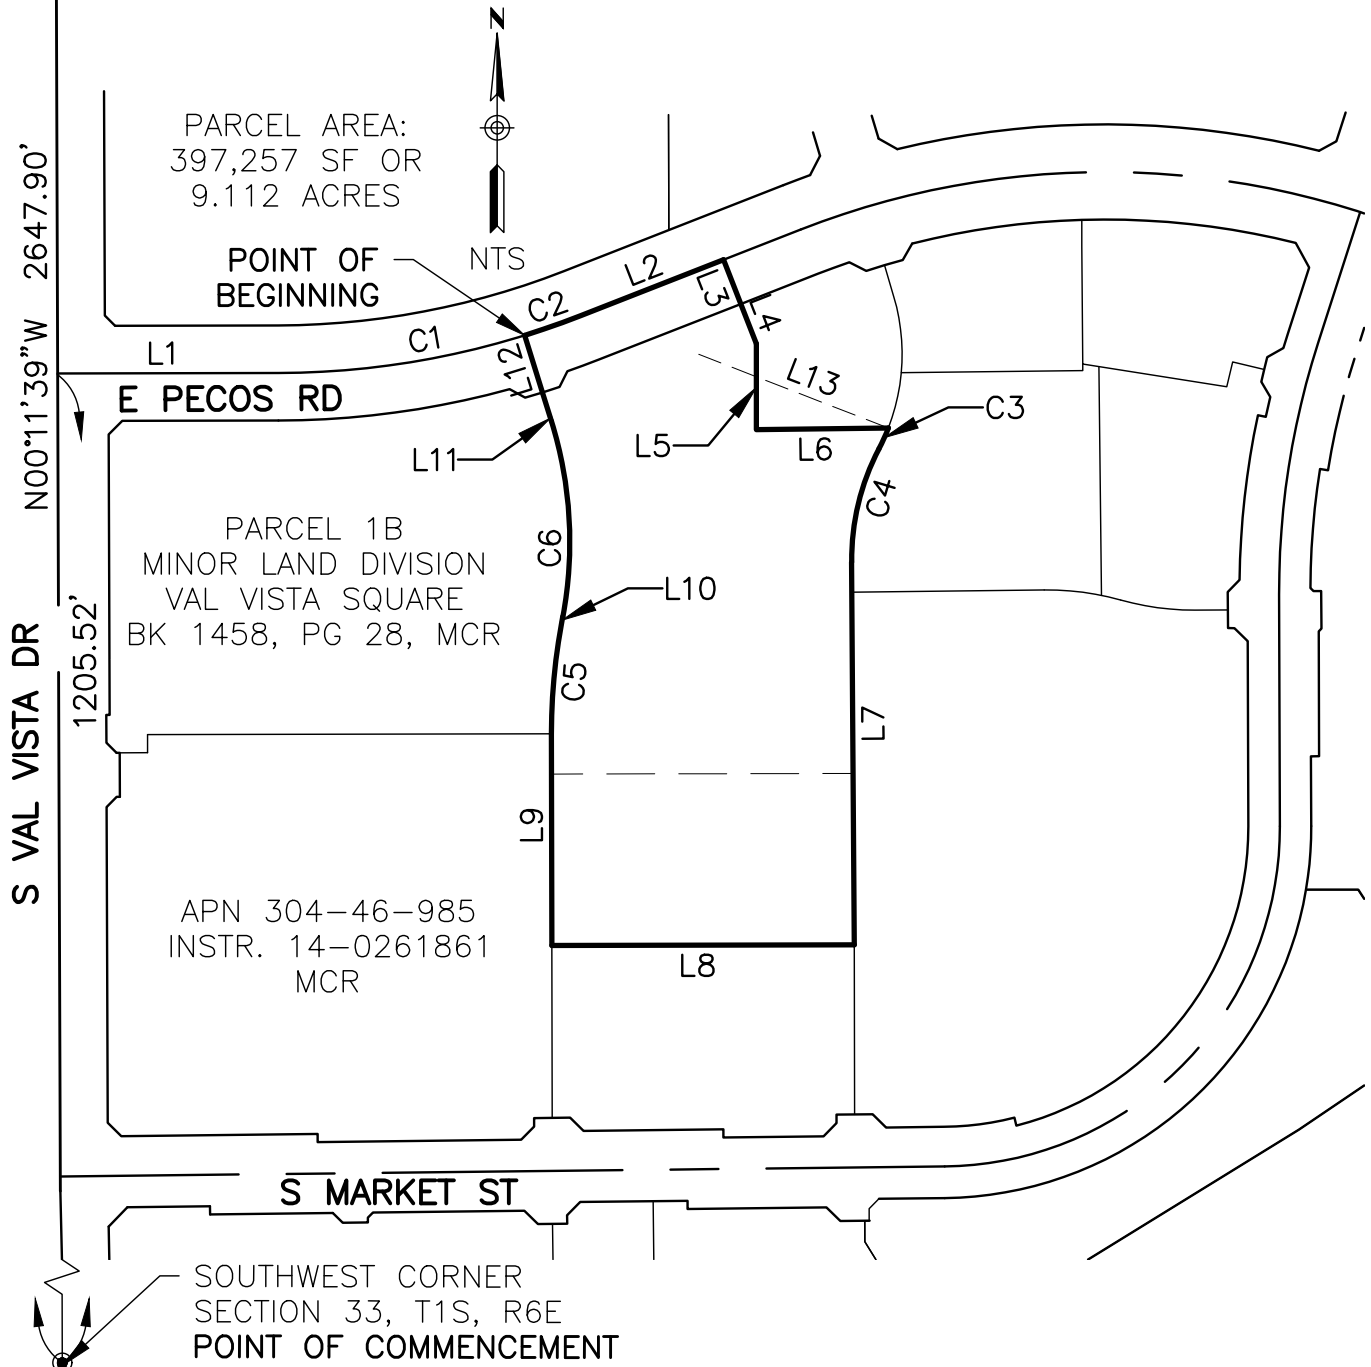 N
PARCEL AREA:
397,257 SF OR
9.112 ACRES
NTS
POINT OF
BEGINNING
N00°11'39"W 2647.90'
L1
C1
C2
L2
L3
L4
E PECOS RD
L12
L13
C3
L11
L5
L6
C4
PARCEL 1B
MINOR LAND DIVISION
VAL VISTA SQUARE
BK 1458, PG 28, MCR
C6
L10
1205.52'
S VAL VISTA DR
C5
L7
L9
APN 304-46-985
INSTR. 14-0261861
MCR
L8
S MARKET ST
SOUTHWEST CORNER
SECTION 33, T1S, R6E
POINT OF COMMENCEMENT